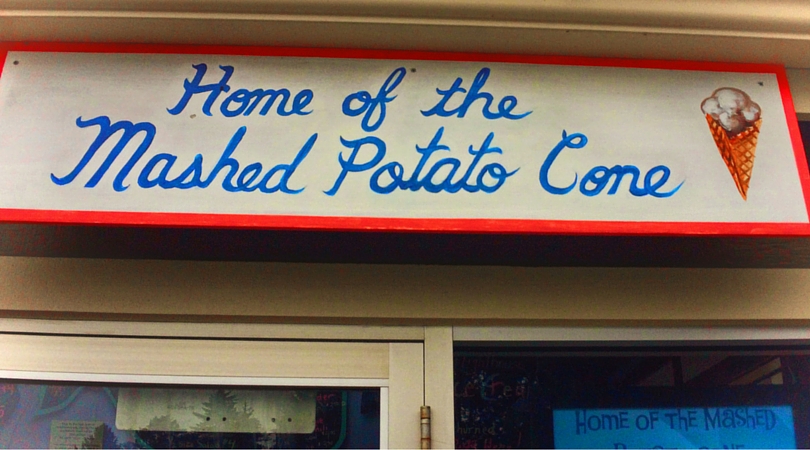 Home of the
Mashed Potato Cone
Home of the Mashed